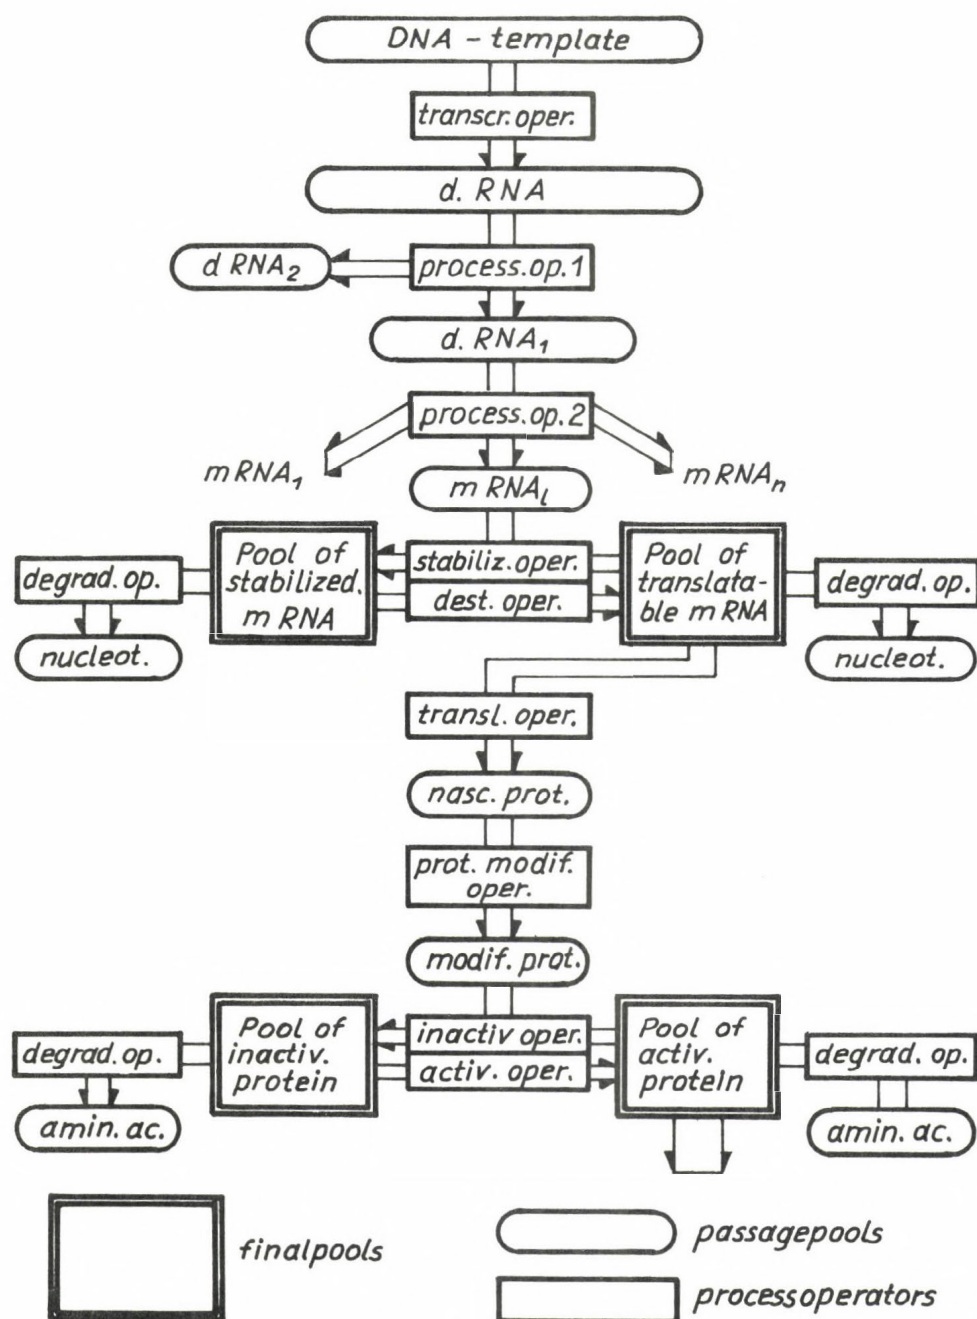 DNA - template
transcr. oper.
d. RNA
d RNA₂
process. op. 1
d. RNA₁
process. op. 2
m RNA₁
m RNAₗ
m RNAₙ
degrad. op.
nucleot.
Pool of
stabilized.
m RNA
stabiliz. oper.
dest. oper.
Pool of
translata-
ble m RNA
degrad. op.
nucleot.
transl. oper.
nasc. prot.
prot. modif.
oper.
modif. prot.
degrad. op.
amin. ac.
Pool of
inactiv.
protein
inactiv oper.
activ. oper.
Pool of
activ.
protein
degrad. op.
amin. ac.
finalpools
passagepools
processoperators